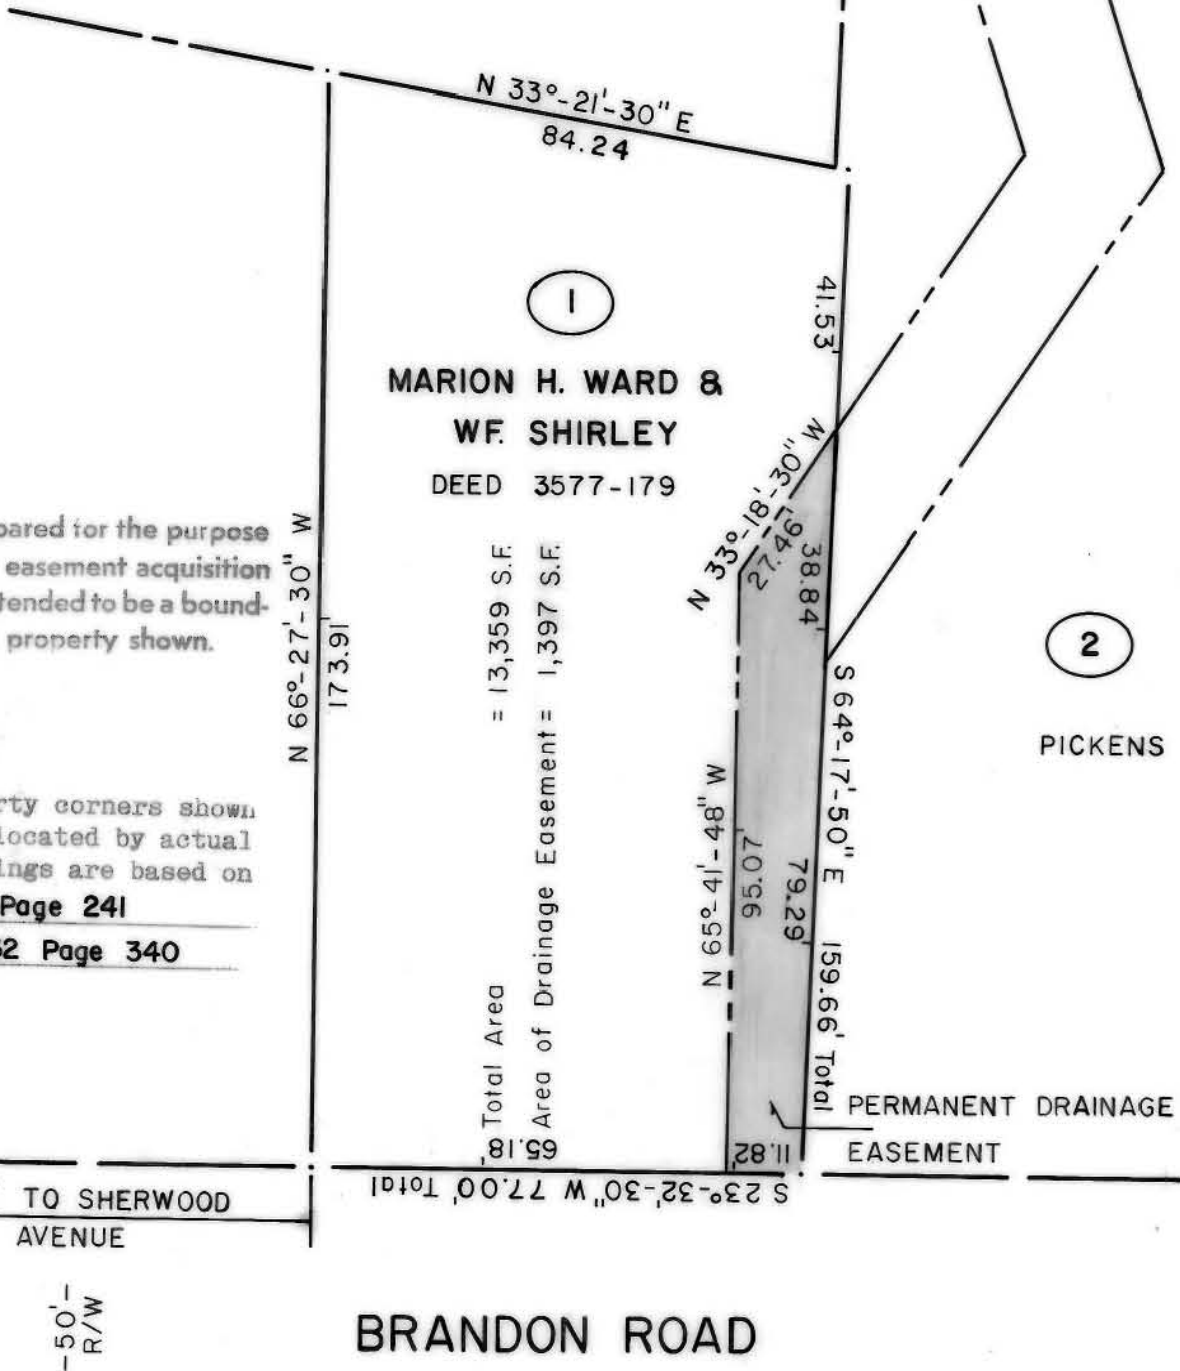 N 33°-21'-30" E
84.24
1
MARION H. WARD &
WF. SHIRLEY
DEED 3577-179
41.53'
N 33°-18'-30" W
27.46'
38.84'
pared for the purpose
easement acquisition
tended to be a bound-
property shown.
N 66°-27'-30" W
173.91'
Total Area = 13,359 S.F.
Area of Drainage Easement = 1,397 S.F.
2
PICKENS
rty corners shown
located by actual
ings are based on
Page 241
52 Page 340
N 65°-41'-48" W
95.07'
79.29'
S 64°-17'-50" E 159.66' Total
PERMANENT DRAINAGE
EASEMENT
65.18'
11.82'
S 23°-32'-30" W 77.00' Total
TO SHERWOOD
AVENUE
50'
R/W
BRANDON ROAD